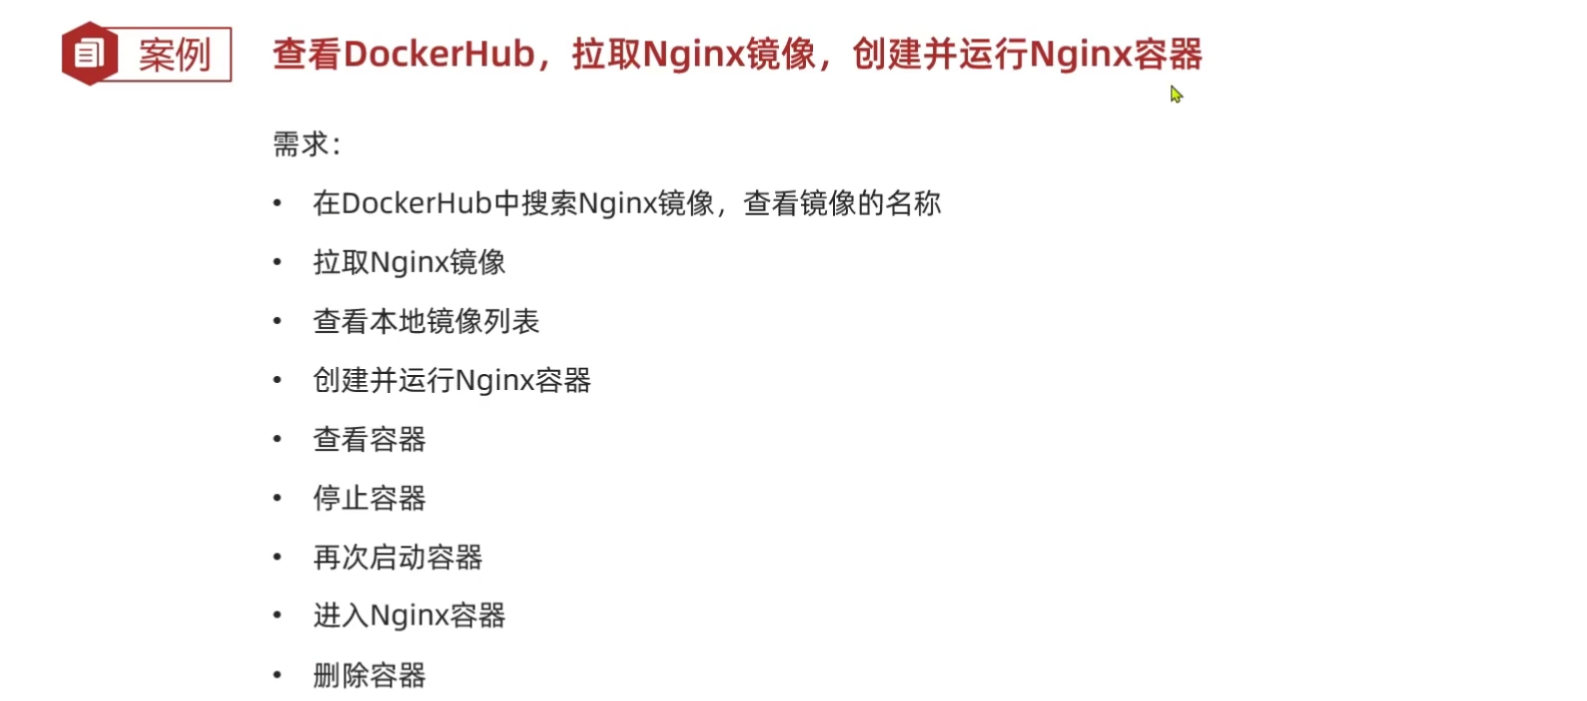 案例
查看DockerHub，拉取Nginx镜像，创建并运行Nginx容器
需求：
• 在DockerHub中搜索Nginx镜像，查看镜像的名称
• 拉取Nginx镜像
• 查看本地镜像列表
• 创建并运行Nginx容器
• 查看容器
• 停止容器
• 再次启动容器
• 进入Nginx容器
• 删除容器